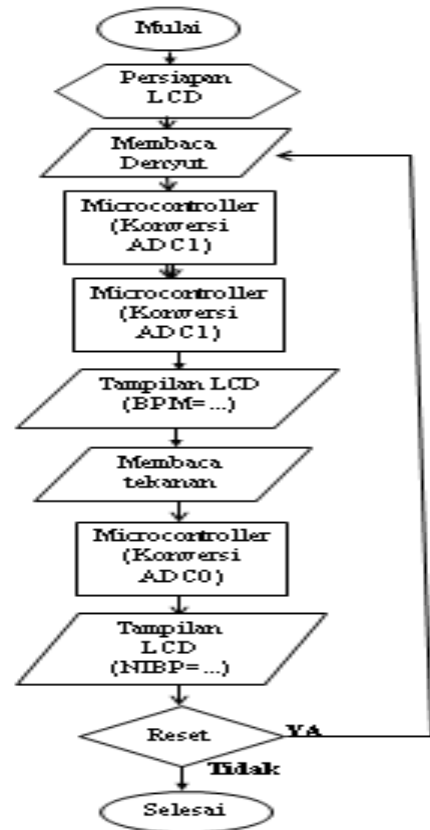 Mulai
Persiapan
LCD
Membaca
Denyut
Microcontroller
(Konversi
ADC1)
Microcontroller
(Konversi
ADC1)
Tampilan LCD
(BPM=...)
Membaca
tekanan
Microcontroller
(Konversi
ADC0)
Tampilan
LCD
(NIBP=...)
Reset
YA
Tidak
Selesai